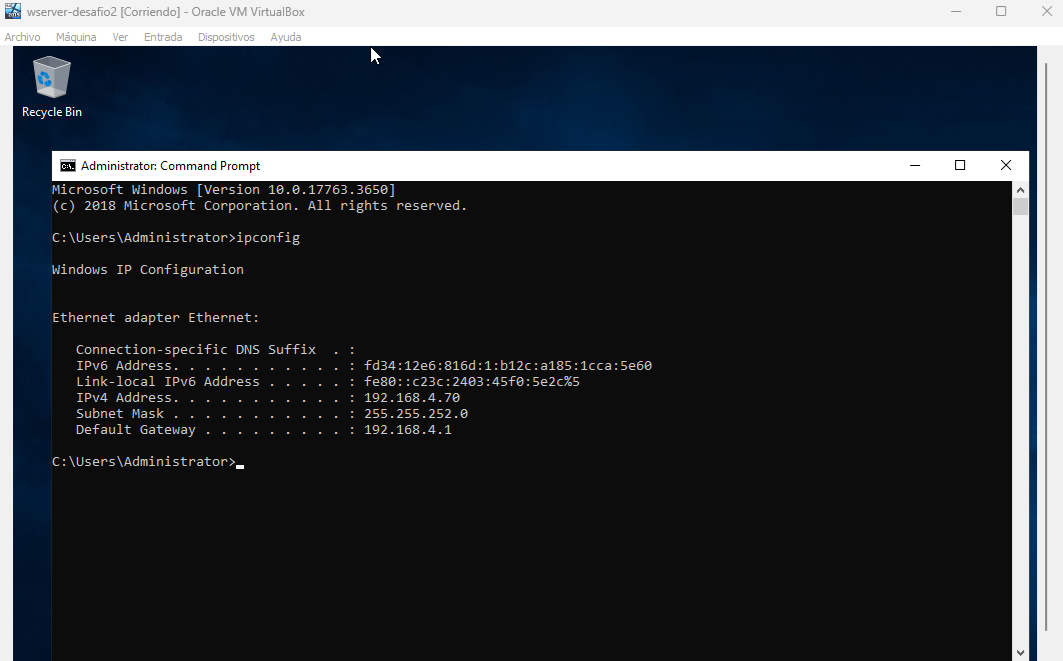 wserver-desafio2 [Corriendo] - Oracle VM VirtualBox
Archivo Máquina Ver Entrada Dispositivos Ayuda
Recycle Bin
Administrator: Command Prompt
Microsoft Windows [Version 10.0.17763.3650]
(c) 2018 Microsoft Corporation. All rights reserved.
C:\Users\Administrator>ipconfig
Windows IP Configuration
Ethernet adapter Ethernet:
Connection-specific DNS Suffix  . :
IPv6 Address. . . . . . . . . . . : fd34:12e6:816d:1:b12c:a185:1cca:5e60
Link-local IPv6 Address . . . . . : fe80::c23c:2403:45f0:5e2c%5
IPv4 Address. . . . . . . . . . . : 192.168.4.70
Subnet Mask . . . . . . . . . . . : 255.255.252.0
Default Gateway . . . . . . . . . : 192.168.4.1
C:\Users\Administrator>